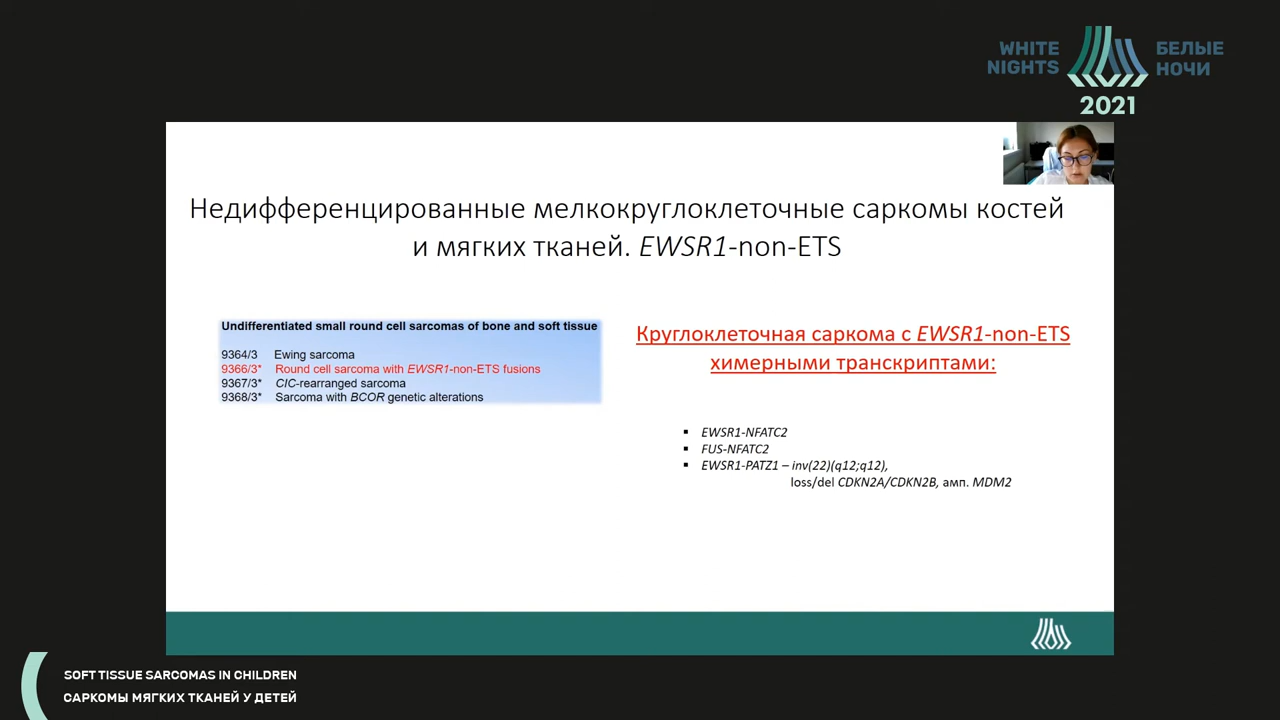 WHITE
NIGHTS
БЕЛЫЕ
НОЧИ
2021
Недифференцированные мелкокруглоклеточные саркомы костей
и мягких тканей. EWSR1-non-ETS
Undifferentiated small round cell sarcomas of bone and soft tissue
9364/3 Ewing sarcoma
9366/3* Round cell sarcoma with EWSR1-non-ETS fusions
9367/3* CIC-rearranged sarcoma
9368/3* Sarcoma with BCOR genetic alterations
Круглоклеточная саркома с EWSR1-non-ETS
химерными транскриптами:
▪ EWSR1-NFATC2
▪ FUS-NFATC2
▪ EWSR1-PATZ1 – inv(22)(q12;q12),
loss/del CDKN2A/CDKN2B, амп. MDM2
SOFT TISSUE SARCOMAS IN CHILDREN
САРКОМЫ МЯГКИХ ТКАНЕЙ У ДЕТЕЙ